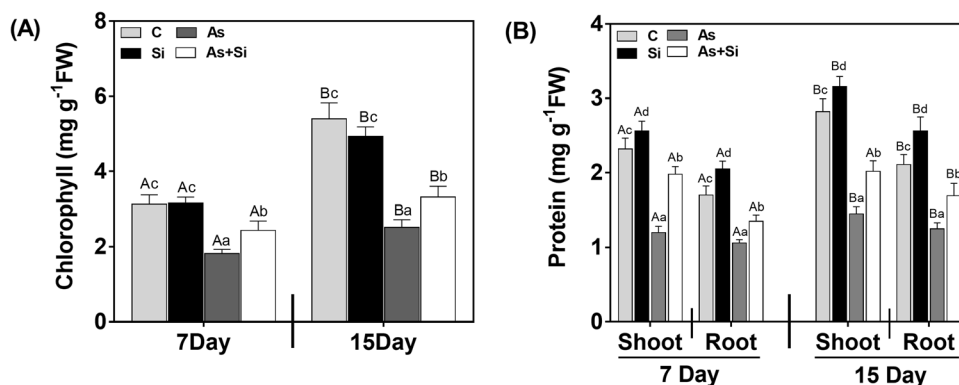 (A)
Chlorophyll (mg g⁻¹FW)
8
6
4
2
0
C As
Si As+Si
Ac Ac Aa Ab
Bc Bc Ba Bb
7Day 15Day
(B)
Protein (mg g⁻¹FW)
4
3
2
1
0
C As
Si As+Si
Ac Ad Aa Ab
Ac Ad Aa Ab
Bc Bd Ba Ab
Bc Bd Ba Bb
Shoot Root Shoot Root
7 Day 15 Day